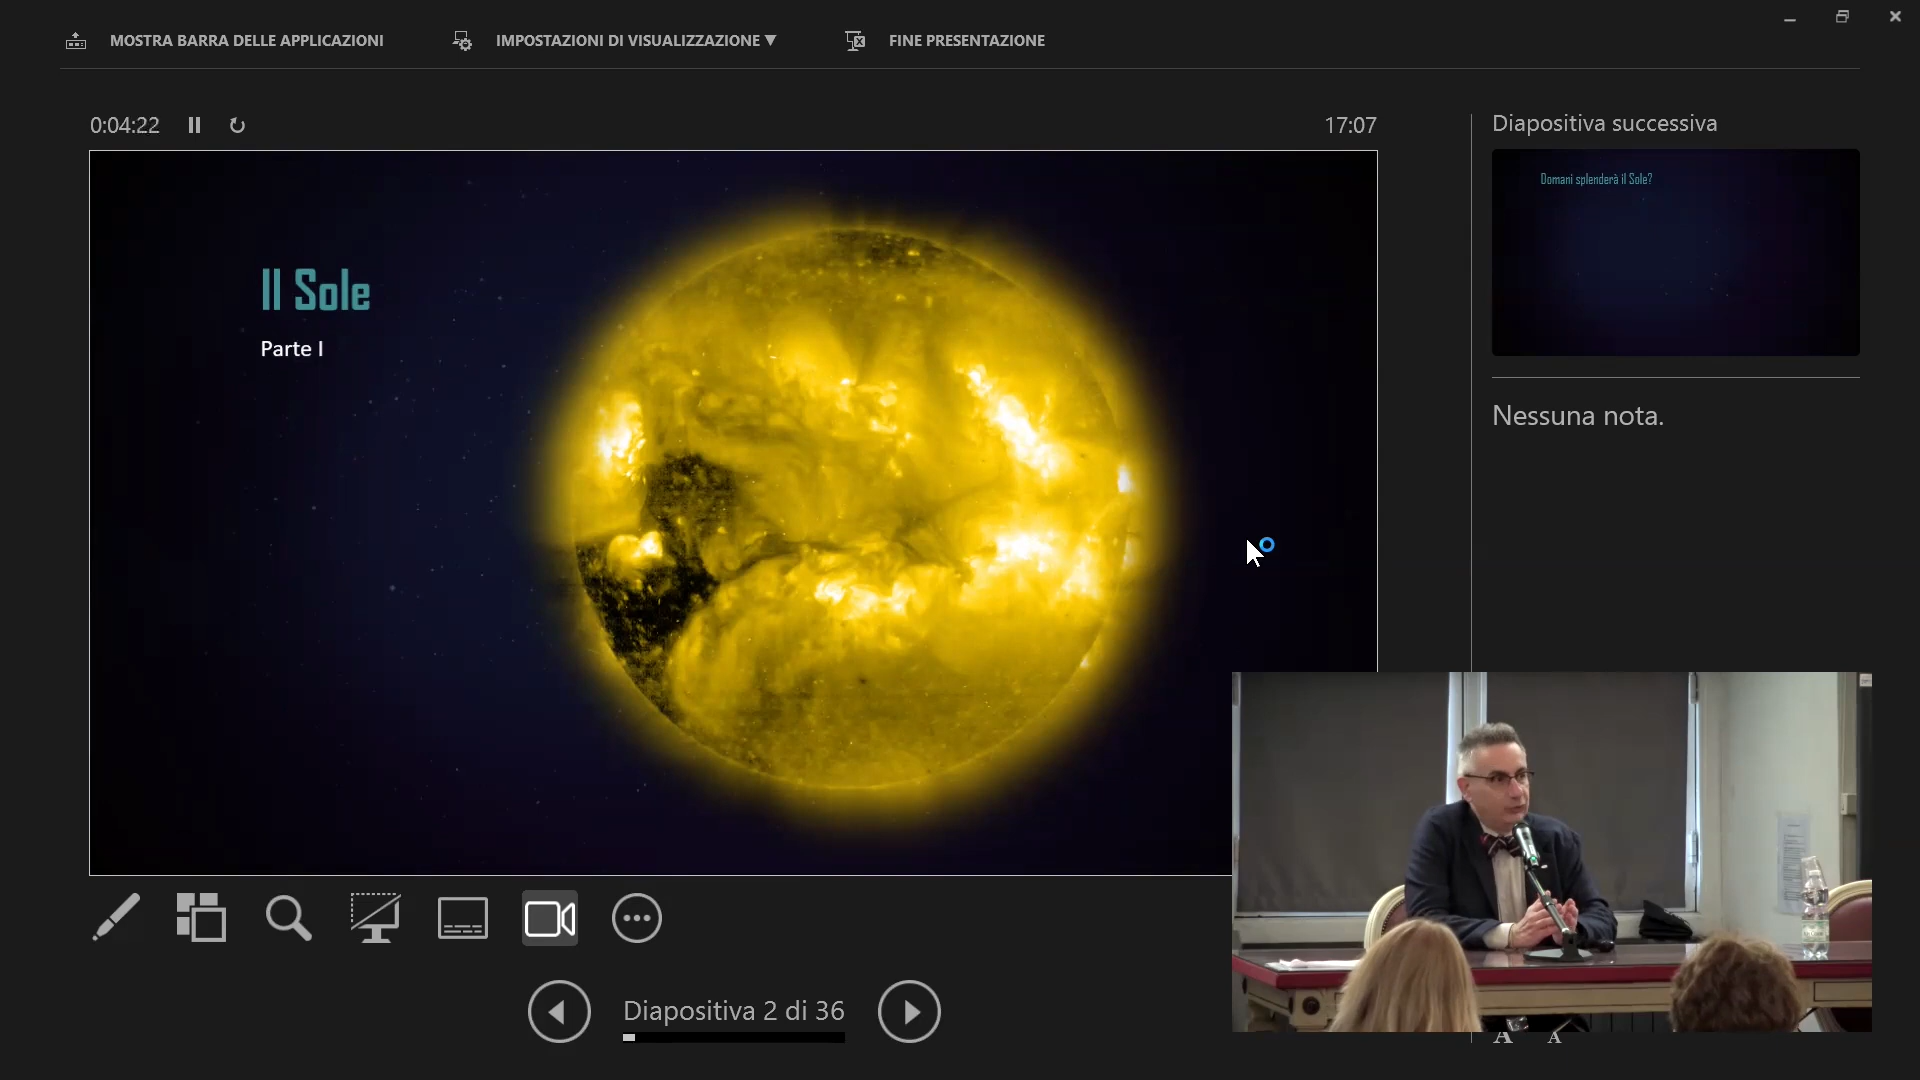 MOSTRA BARRA DELLE APPLICAZIONI
IMPOSTAZIONI DI VISUALIZZAZIONE ▼
FINE PRESENTAZIONE
0:04:22
17:07
Il Sole
Parte I
Diapositiva successiva
Domani splenderà il Sole?
Nessuna nota.
Diapositiva 2 di 36
A A